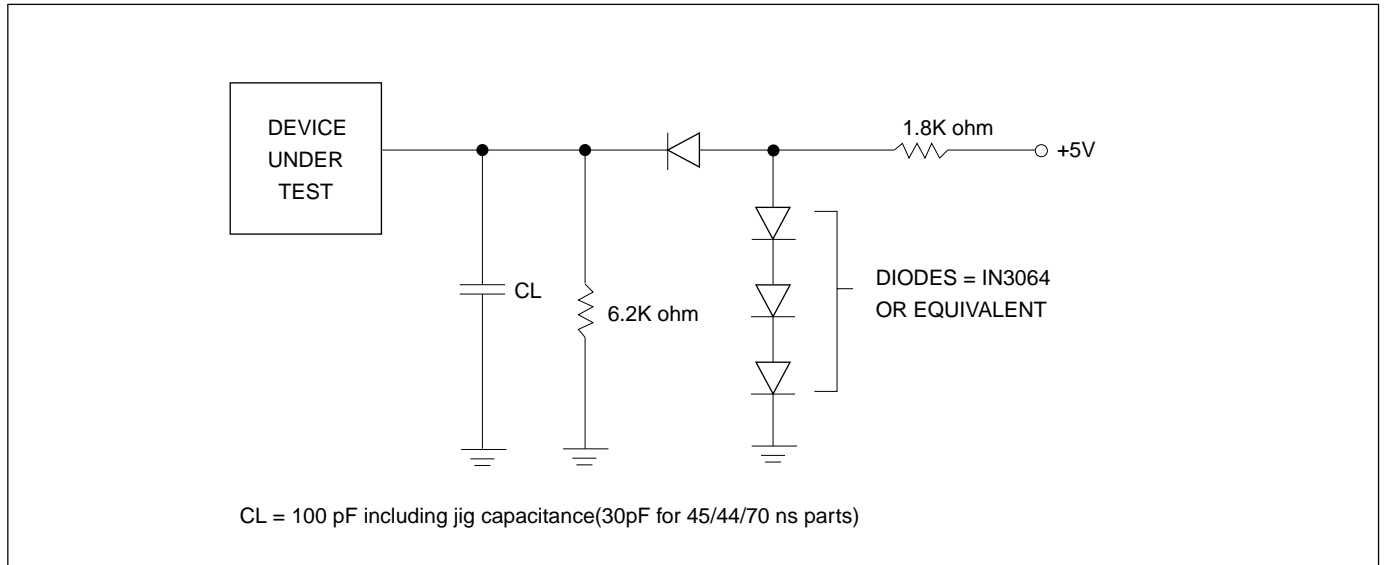 DEVICE
UNDER
TEST
1.8K ohm
+5V
CL
6.2K ohm
DIODES = IN3064
OR EQUIVALENT
CL = 100 pF including jig capacitance(30pF for 45/44/70 ns parts)